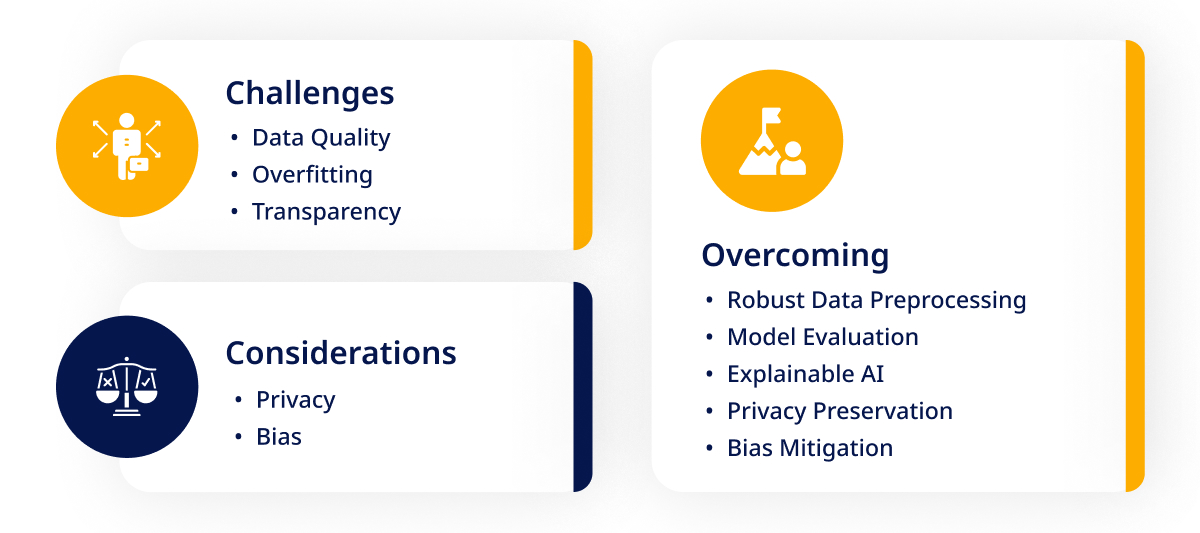 Challenges
• Data Quality
• Overfitting
• Transparency
Considerations
• Privacy
• Bias
Overcoming
• Robust Data Preprocessing
• Model Evaluation
• Explainable AI
• Privacy Preservation
• Bias Mitigation